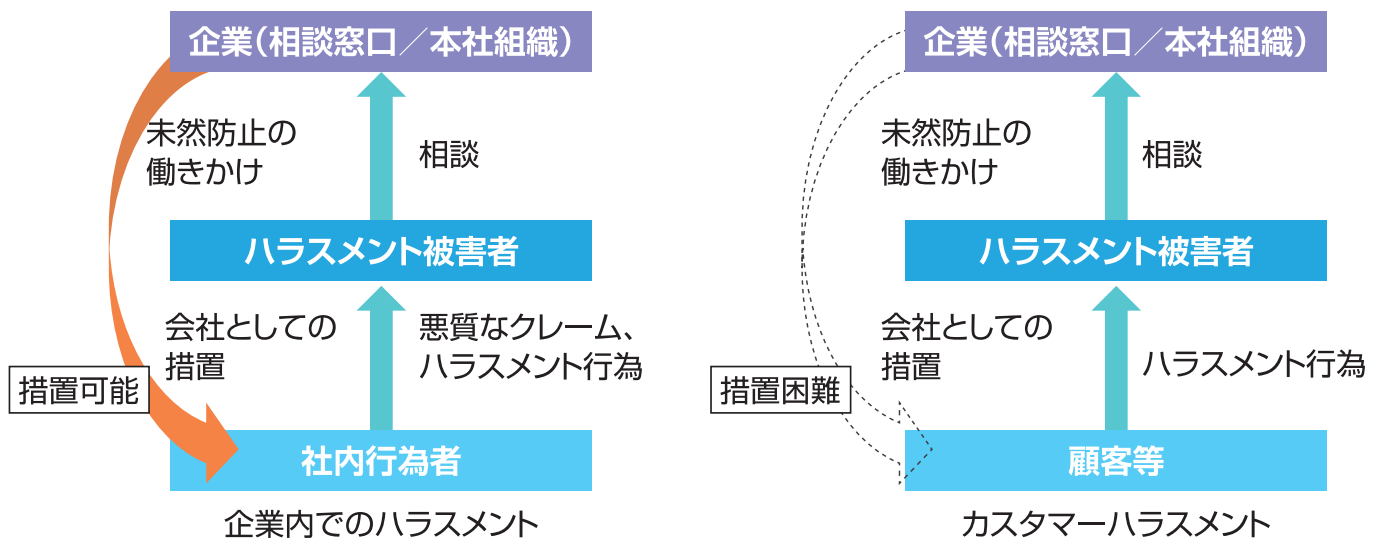 企業（相談窓口／本社組織）
未然防止の
働きかけ
相談
ハラスメント被害者
会社としての
措置
悪質なクレーム、
ハラスメント行為
措置可能
社内行為者
企業内でのハラスメント
企業（相談窓口／本社組織）
未然防止の
働きかけ
相談
ハラスメント被害者
会社としての
措置
ハラスメント行為
措置困難
顧客等
カスタマーハラスメント